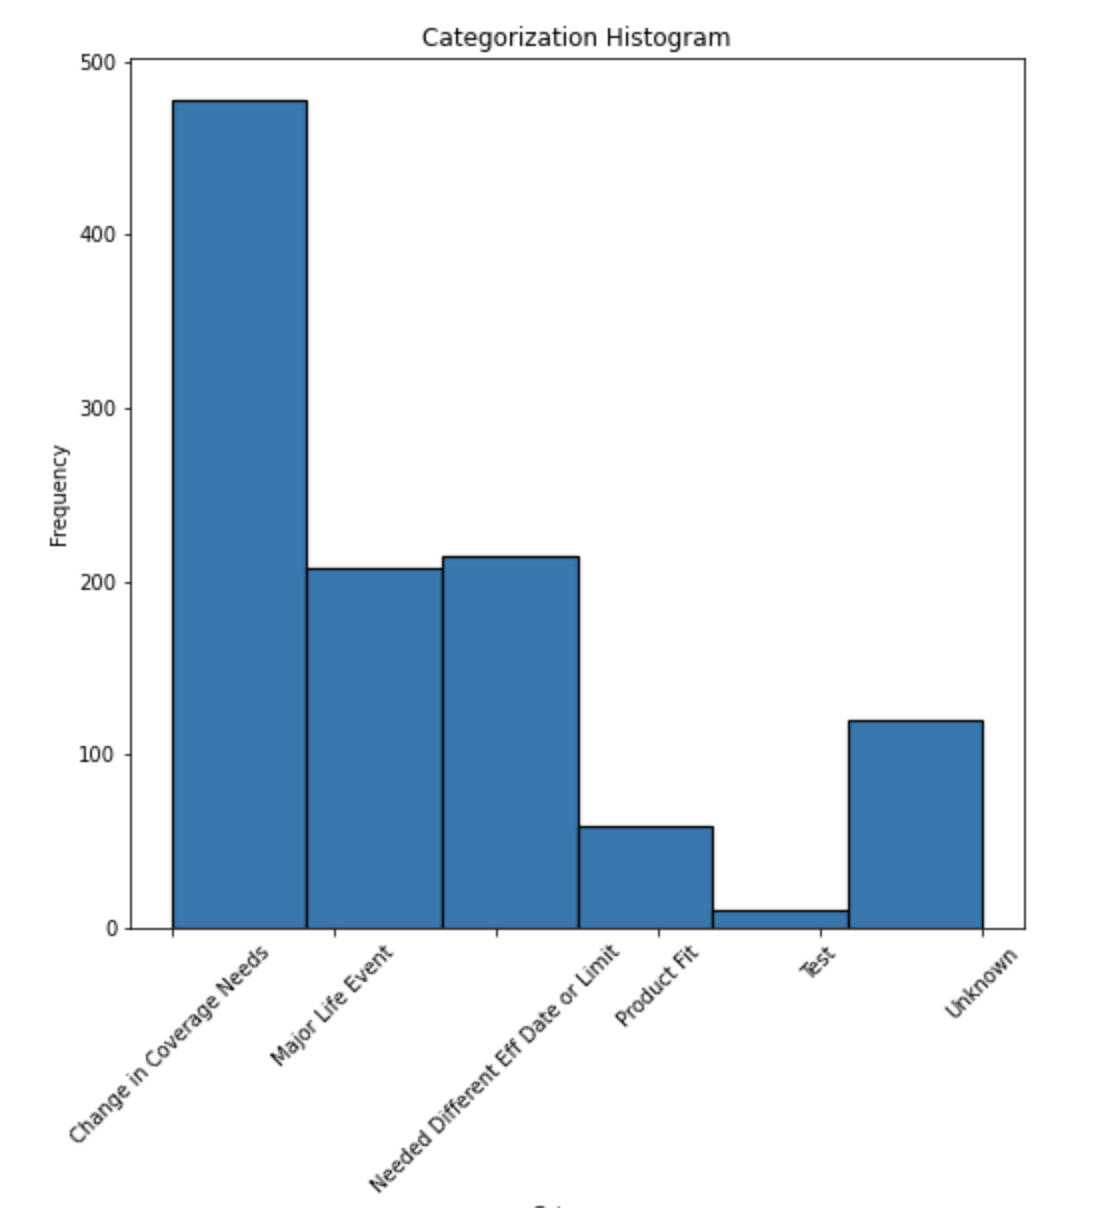 Categorization Histogram
500
400
300
200
100
0
Frequency
Change in Coverage Needs
Major Life Event
Needed Different Eff Date or Limit
Product Fit
Test
Unknown